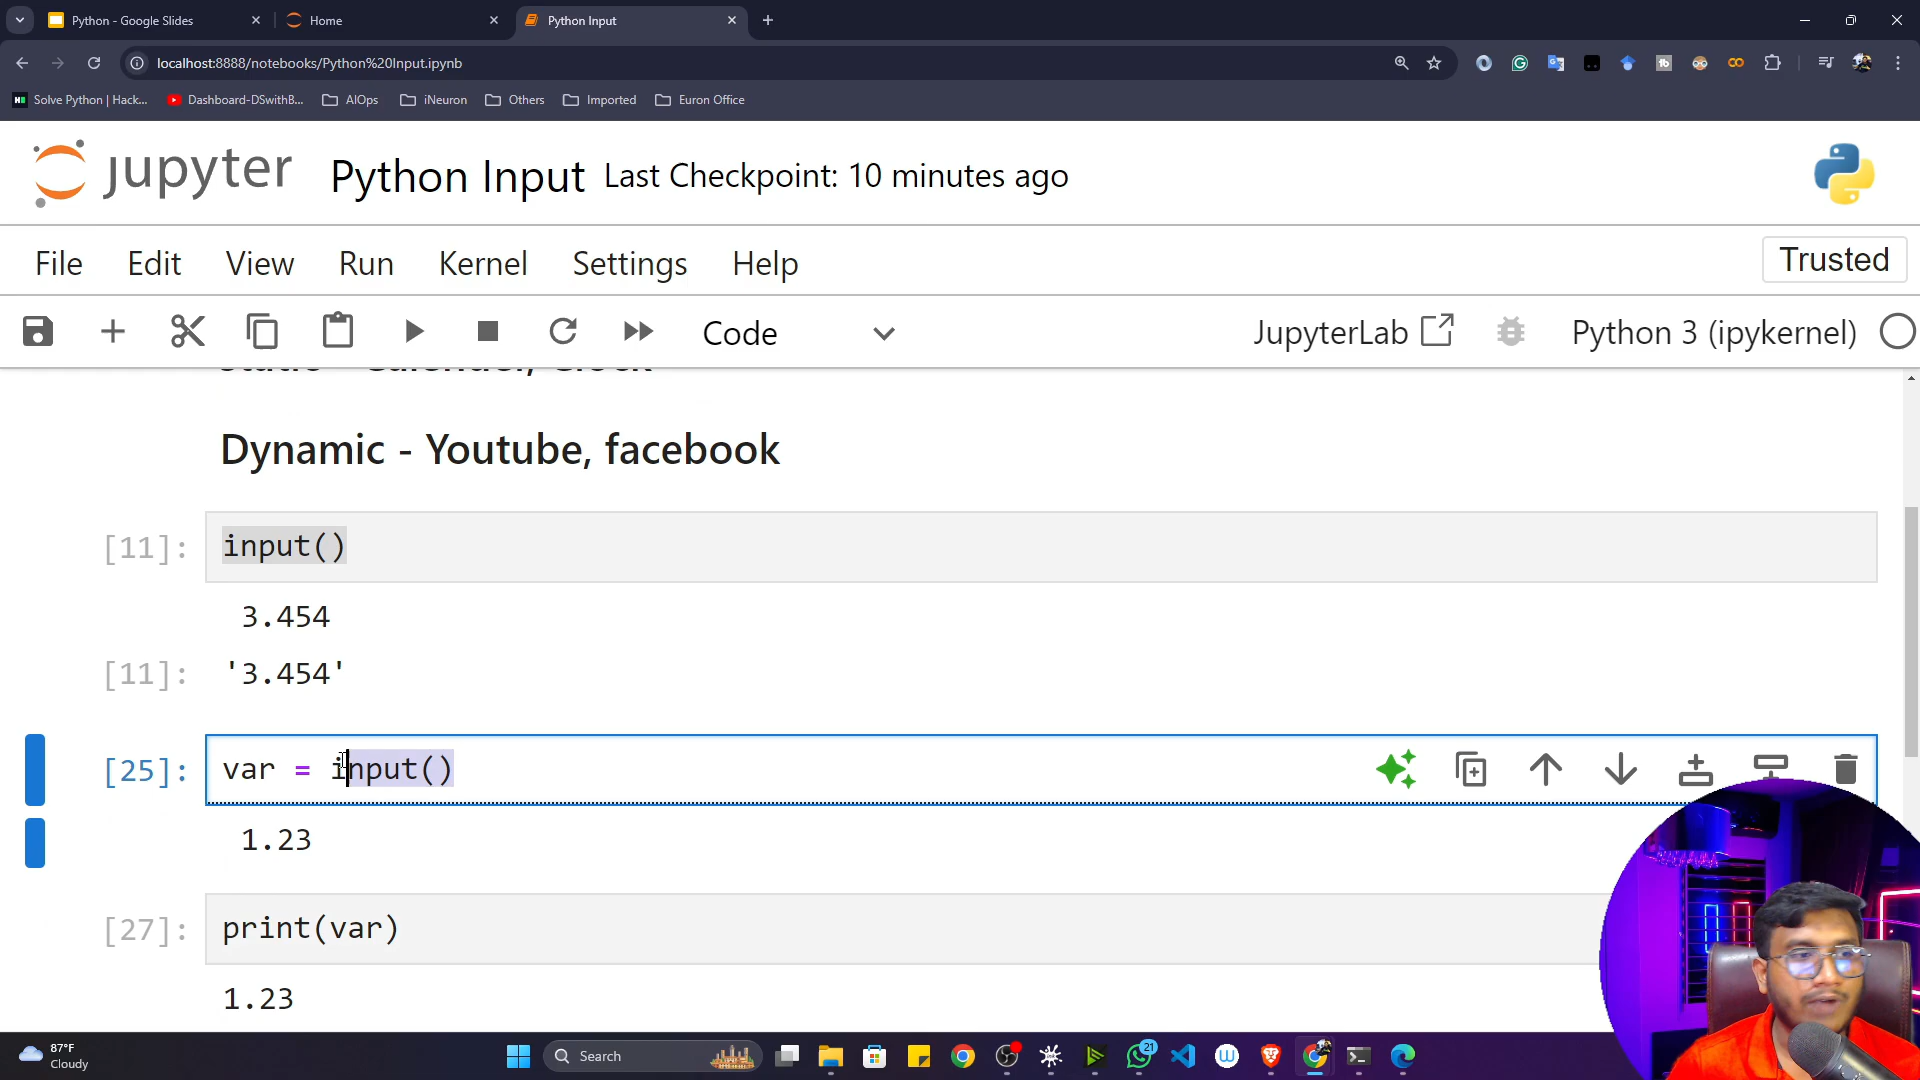 Python - Google Slides
Home
Python Input
localhost:8888/notebooks/Python%20Input.ipynb
Solve Python | Hack...
Dashboard-DSwithB...
AIOps
iNeuron
Others
Imported
Euron Office
jupyter
Python Input
Last Checkpoint: 10 minutes ago
File
Edit
View
Run
Kernel
Settings
Help
Trusted
Code
JupyterLab
Python 3 (ipykernel)
Dynamic - Youtube, facebook
[11]:
input()
3.454
[11]:
'3.454'
[25]:
var = input()
1.23
[27]:
print(var)
1.23
87°F
Cloudy
Search
21